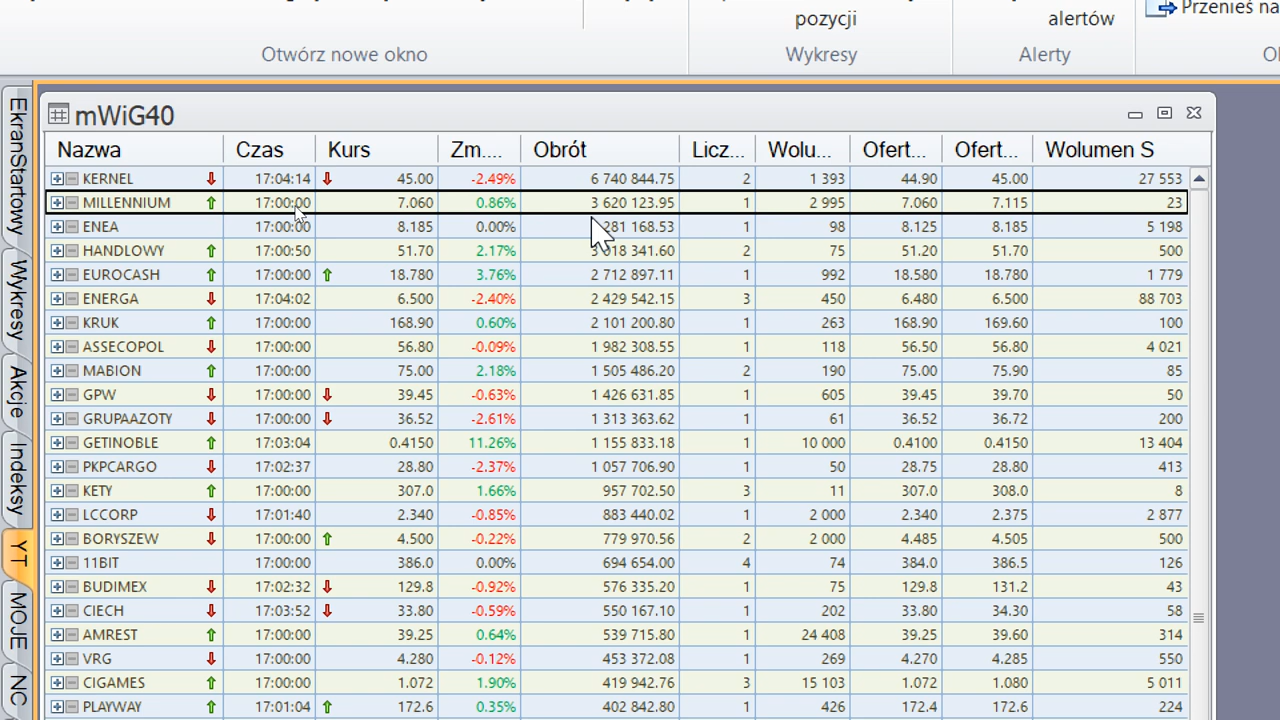 pozycji
alertów
Przenieś na
Otwórz nowe okno
Wykresy
Alerty
EkranStartowy
Wykresy
Akcje
Indeksy
YT
MOJE
NC
mWiG40
Nazwa Czas Kurs Zm.... Obrót Licz... Wolu... Ofert... Ofert... Wolumen S
KERNEL 17:04:14 45.00 -2.49% 6 740 844.75 2 1 393 44.90 45.00 27 553
MILLENNIUM 17:00:00 7.060 0.86% 3 620 123.95 1 2 995 7.060 7.115 23
ENEA 17:00:00 8.185 0.00% 281 168.53 1 98 8.125 8.185 5 198
HANDLOWY 17:00:50 51.70 2.17% 3 018 341.60 2 75 51.20 51.70 500
EUROCASH 17:00:00 18.780 3.76% 2 712 897.11 1 992 18.580 18.780 1 779
ENERGA 17:04:02 6.500 -2.40% 2 429 542.15 3 450 6.480 6.500 88 703
KRUK 17:00:00 168.90 0.60% 2 101 200.80 1 263 168.90 169.60 100
ASSECOPOL 17:00:00 56.80 -0.09% 1 982 308.55 1 118 56.50 56.80 4 021
MABION 17:00:00 75.00 2.18% 1 505 486.20 2 190 75.00 75.90 85
GPW 17:00:00 39.45 -0.63% 1 426 631.85 1 605 39.45 39.70 50
GRUPAAZOTY 17:00:00 36.52 -2.61% 1 313 363.62 1 61 36.52 36.72 200
GETINOBLE 17:03:04 0.4150 11.26% 1 155 833.18 1 10 000 0.4100 0.4150 13 404
PKPCARGO 17:02:37 28.80 -2.37% 1 057 706.90 1 50 28.75 28.80 413
KETY 17:00:00 307.0 1.66% 957 702.50 3 11 307.0 308.0 8
LCCORP 17:01:40 2.340 -0.85% 883 440.02 1 2 000 2.340 2.375 2 877
BORYSZEW 17:00:00 4.500 -0.22% 779 970.56 2 2 000 4.485 4.505 500
11BIT 17:00:00 386.0 0.00% 694 654.00 4 74 384.0 386.5 126
BUDIMEX 17:02:32 129.8 -0.92% 576 335.20 1 75 129.8 131.2 43
CIECH 17:03:52 33.80 -0.59% 550 167.10 1 202 33.80 34.30 58
AMREST 17:00:00 39.25 0.64% 539 715.80 1 24 408 39.25 39.60 314
VRG 17:00:00 4.280 -0.12% 453 372.08 1 269 4.270 4.285 550
CIGAMES 17:00:00 1.072 1.90% 419 942.76 3 15 103 1.072 1.080 5 011
PLAYWAY 17:01:04 172.6 0.35% 402 842.80 1 426 172.4 172.6 224